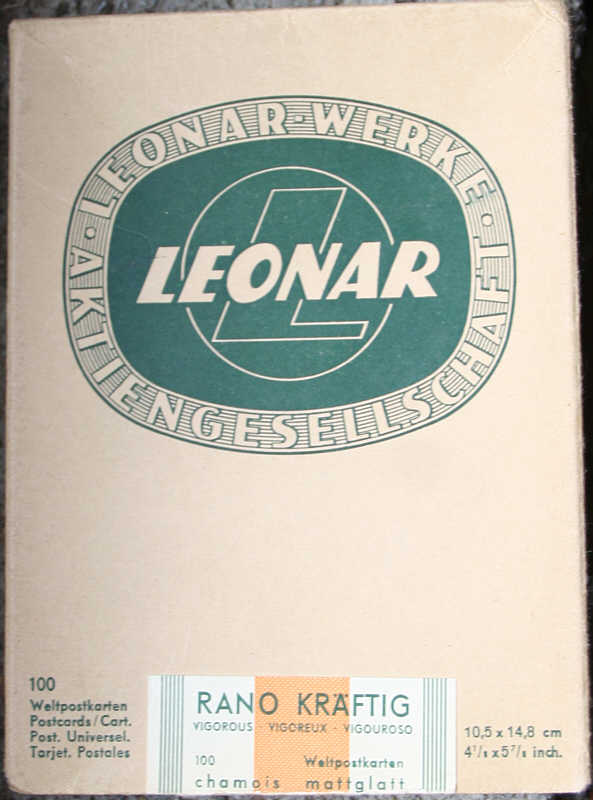 LEONAR-WERKE · AKTIENGESELLSCHAFT ·
L
LEONAR
100
Weltpostkarten
Postcards/Cart.
Post. Universel.
Tarjet. Postales
RANO KRÄFTIG
VIGOROUS - VIGOREUX - VIGOUROSO
100 Weltpostkarten
chamois mattglatt
10,5 x 14,8 cm
4¹/₈ x 5⁷/₈ inch.